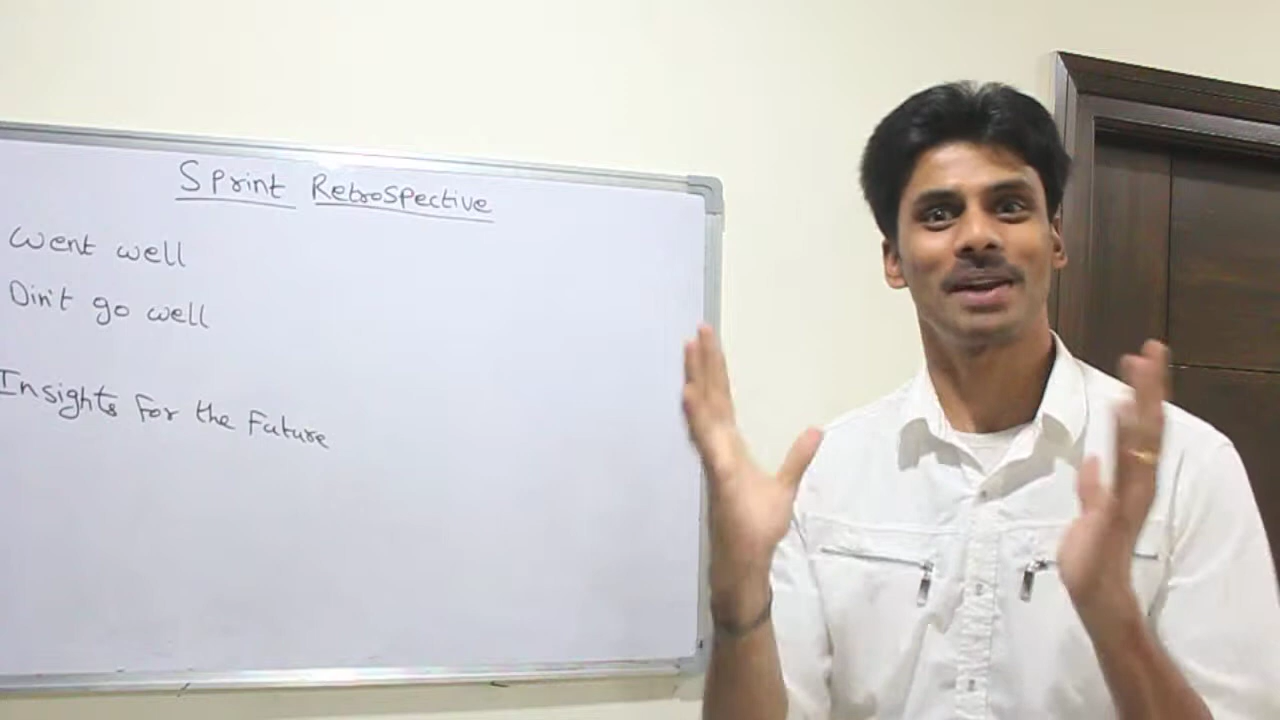 Sprint Retrospective
Went well
Din't go well
Insights For the Future